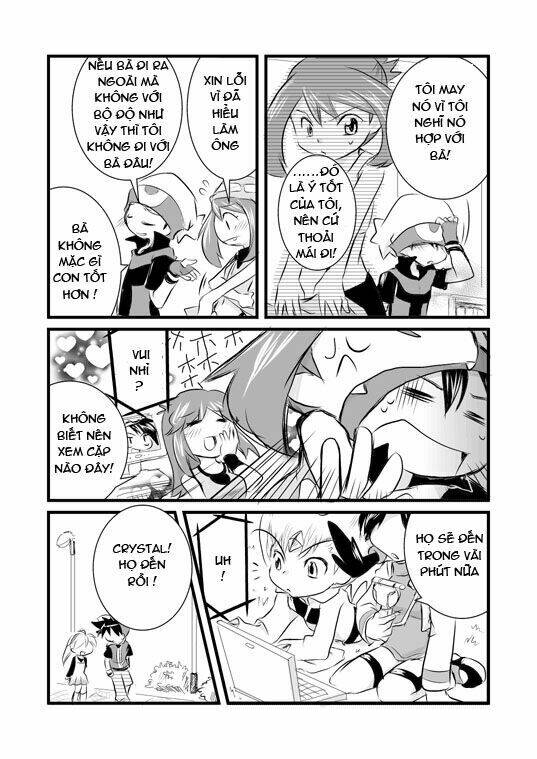 TÔI MAY
NÓ VÌ TÔI
NGHĨ NÓ
HỢP VỚI
BÀ!
......ĐÓ
LÀ Ý TỐT
CỦA TÔI,
NÊN CỨ
THOẢI
MÁI ĐI!
XIN LỖI
VÌ ĐÃ
HIỂU
LẦM
ÔNG
NẾU BÀ ĐI RA
NGOÀI MÀ
KHÔNG VỚI
BỘ ĐỒ NHƯ
VẬY THÌ TÔI
KHÔNG ĐI VỚI
BÀ ĐÂU!
BÀ
KHÔNG
MẶC GÌ
CÒN TỐT
HƠN!
VUI
NHỈ
?
KHÔNG
BIẾT NÊN
XEM CẶP
NÀO ĐÂY!
HỌ SẼ ĐẾN
TRONG VÀI
PHÚT NỮA
UH
!
CRYSTAL!
HỌ ĐẾN
RỒI!